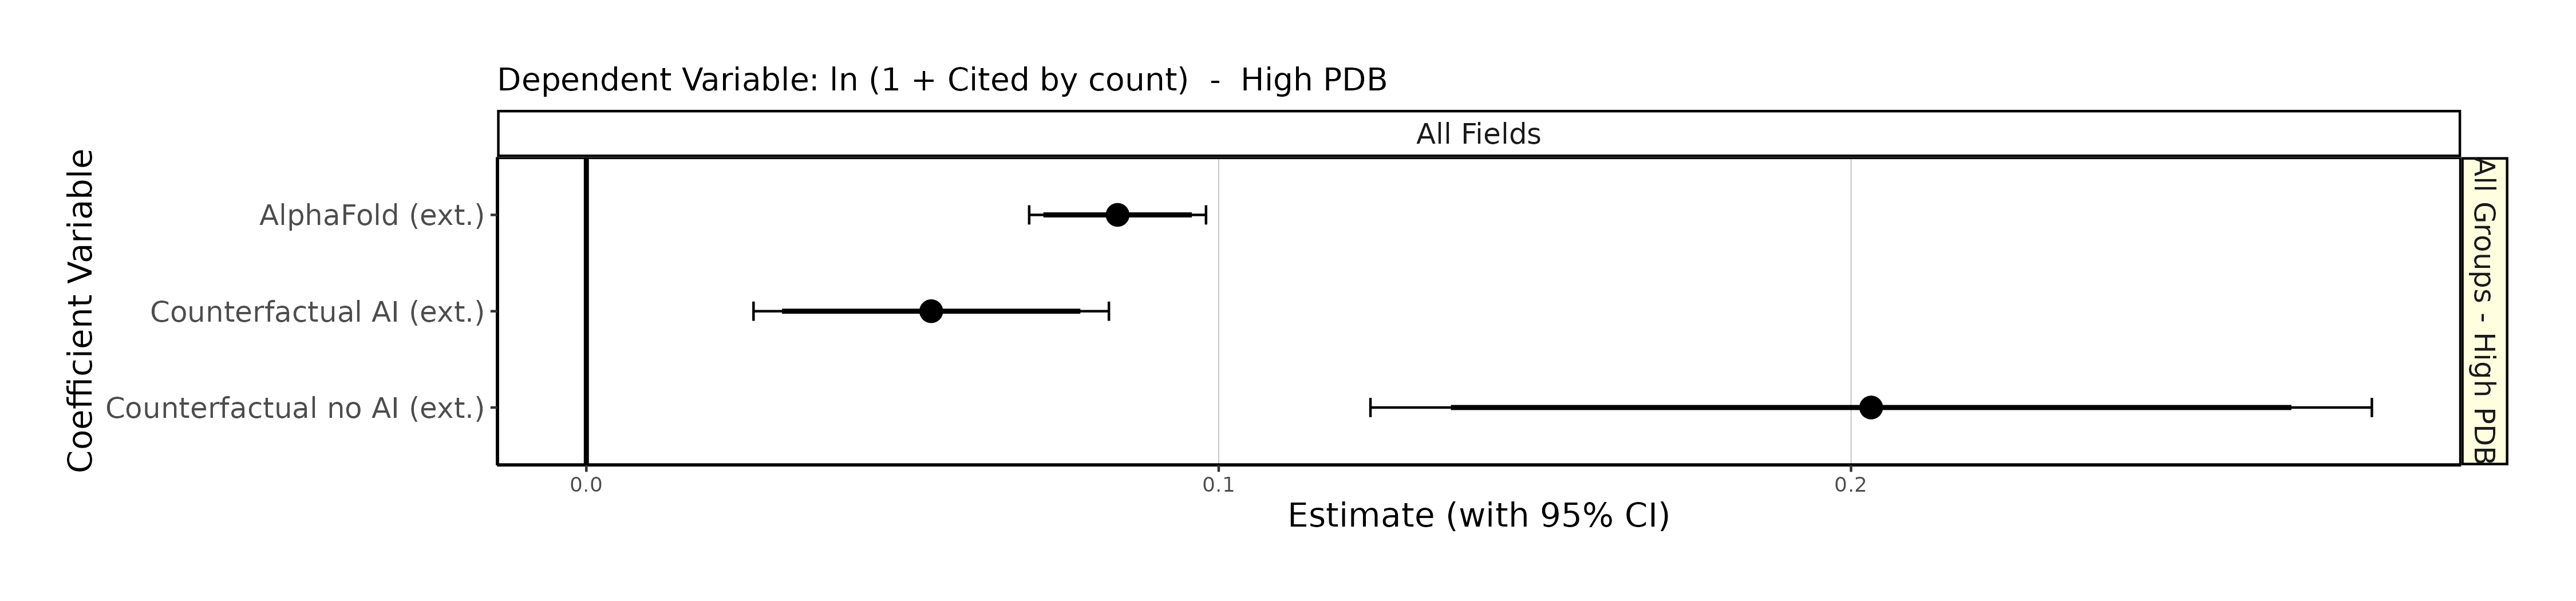 Dependent Variable: ln (1 + Cited by count)  -  High PDB
All Fields
Coefficient Variable
AlphaFold (ext.)
Counterfactual AI (ext.)
Counterfactual no AI (ext.)
All Groups - High PDB
0.0
0.1
0.2
Estimate (with 95% CI)